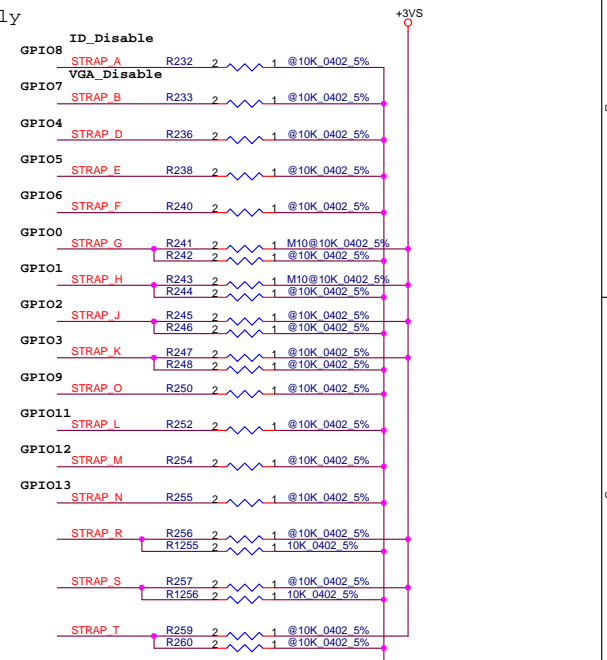 ly
+3VS
ID_Disable
GPIO8
STRAP_A R232 2 1 @10K_0402_5%
VGA_Disable
GPIO7
STRAP_B R233 2 1 @10K_0402_5%
GPIO4
STRAP_D R236 2 1 @10K_0402_5%
GPIO5
STRAP_E R238 2 1 @10K_0402_5%
GPIO6
STRAP_F R240 2 1 @10K_0402_5%
GPIO0
STRAP_G R241 2 1 M10@10K_0402_5%
R242 2 1 @10K_0402_5%
GPIO1
STRAP_H R243 2 1 M10@10K_0402_5%
R244 2 1 @10K_0402_5%
GPIO2
STRAP_J R245 2 1 @10K_0402_5%
R246 2 1 @10K_0402_5%
GPIO3
STRAP_K R247 2 1 @10K_0402_5%
R248 2 1 @10K_0402_5%
GPIO9
STRAP_O R250 2 1 @10K_0402_5%
GPIO11
STRAP_L R252 2 1 @10K_0402_5%
GPIO12
STRAP_M R254 2 1 @10K_0402_5%
GPIO13
STRAP_N R255 2 1 @10K_0402_5%
STRAP_R R256 2 1 @10K_0402_5%
R1255 2 1 10K_0402_5%
STRAP_S R257 2 1 @10K_0402_5%
R1256 2 1 10K_0402_5%
STRAP_T R259 2 1 @10K_0402_5%
R260 2 1 @10K_0402_5%